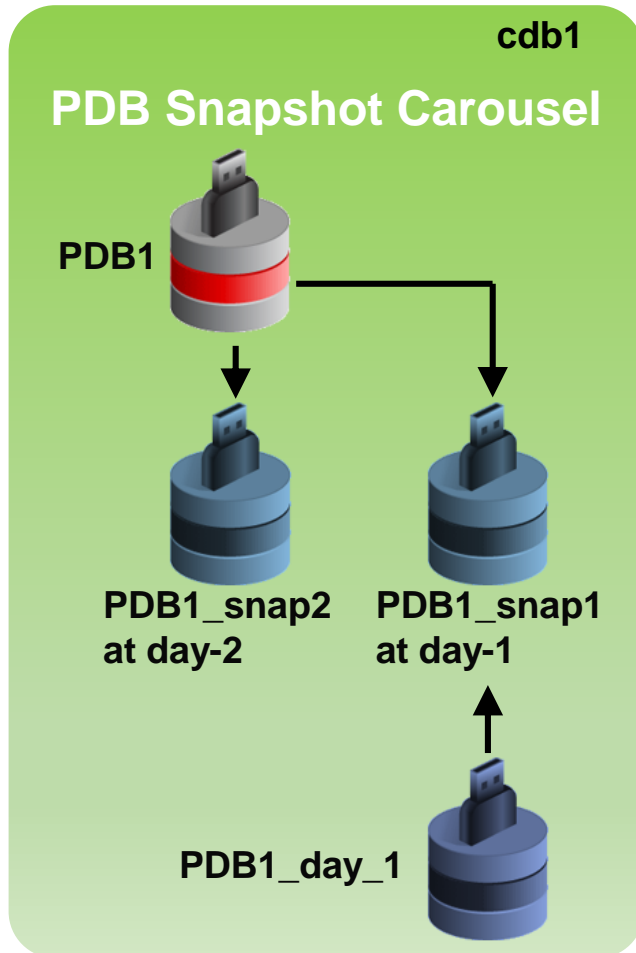 cdb1
PDB Snapshot Carousel
PDB1
PDB1_snap2
at day-2
PDB1_snap1
at day-1
PDB1_day_1